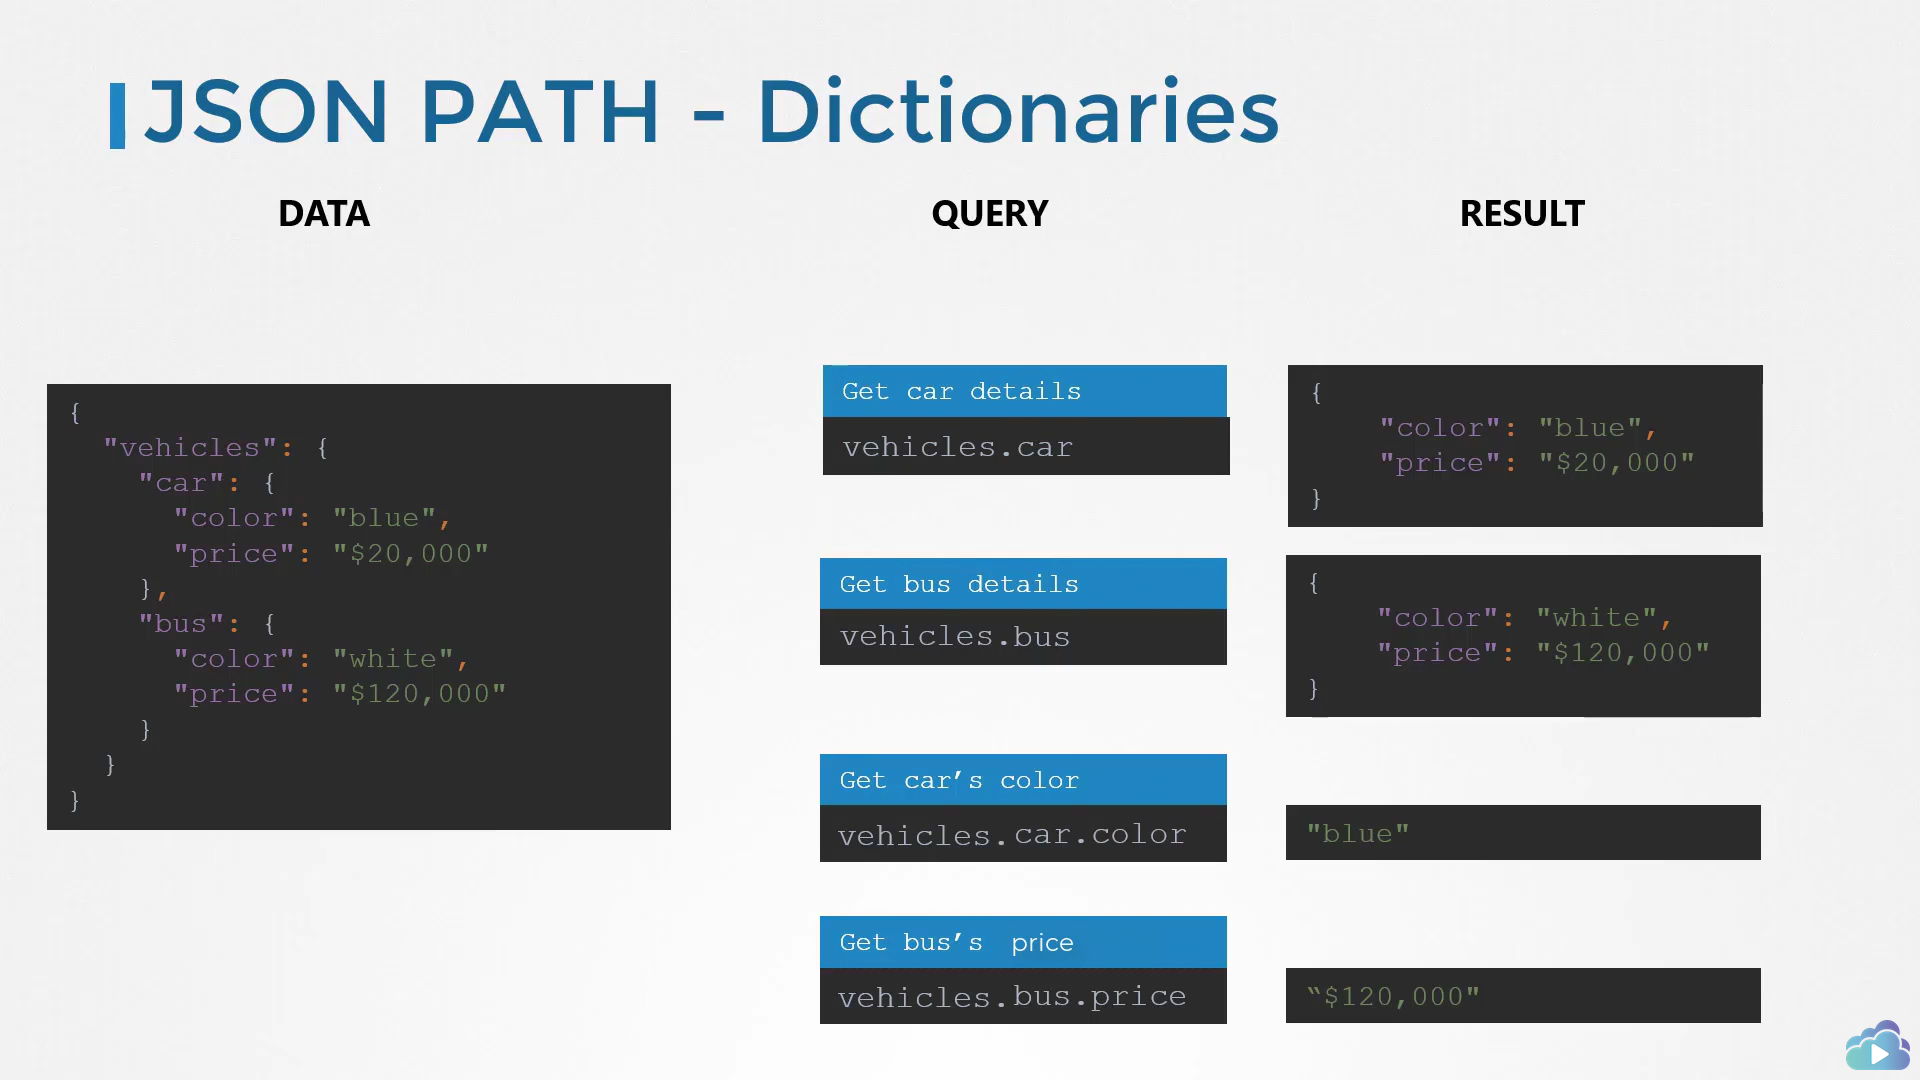 JSON PATH - Dictionaries
DATA
QUERY
RESULT
{
"vehicles": {
"car": {
"color": "blue",
"price": "$20,000"
},
"bus": {
"color": "white",
"price": "$120,000"
}
}
}
Get car details
vehicles.car
{
"color": "blue",
"price": "$20,000"
}
Get bus details
vehicles.bus
{
"color": "white",
"price": "$120,000"
}
Get car’s color
vehicles.car.color
"blue"
Get bus’s price
vehicles.bus.price
“$120,000"